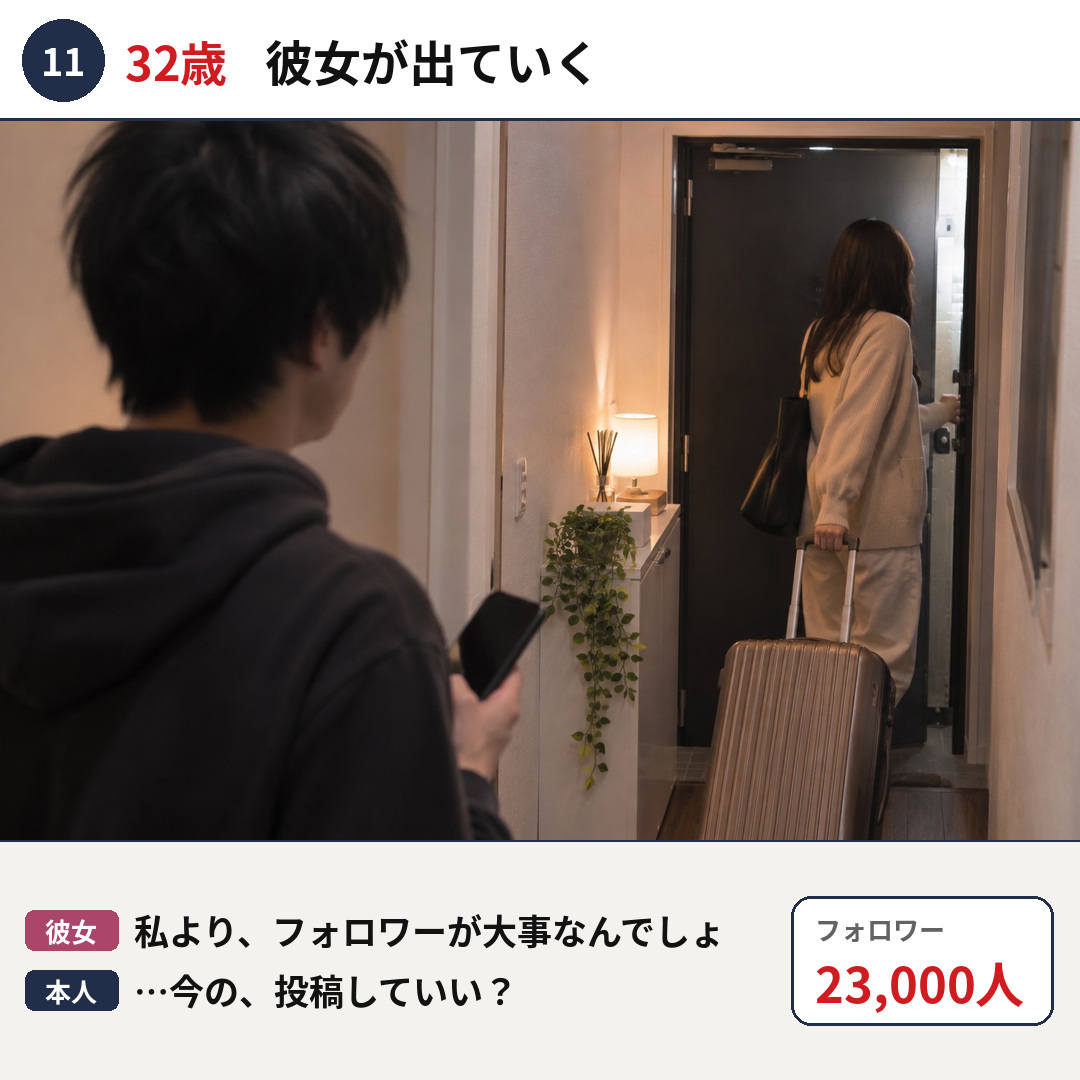 11 32歳 彼女が出ていく
彼女 私より、フォロワーが大事なんでしょ
本人 …今の、投稿していい？
フォロワー
23,000人